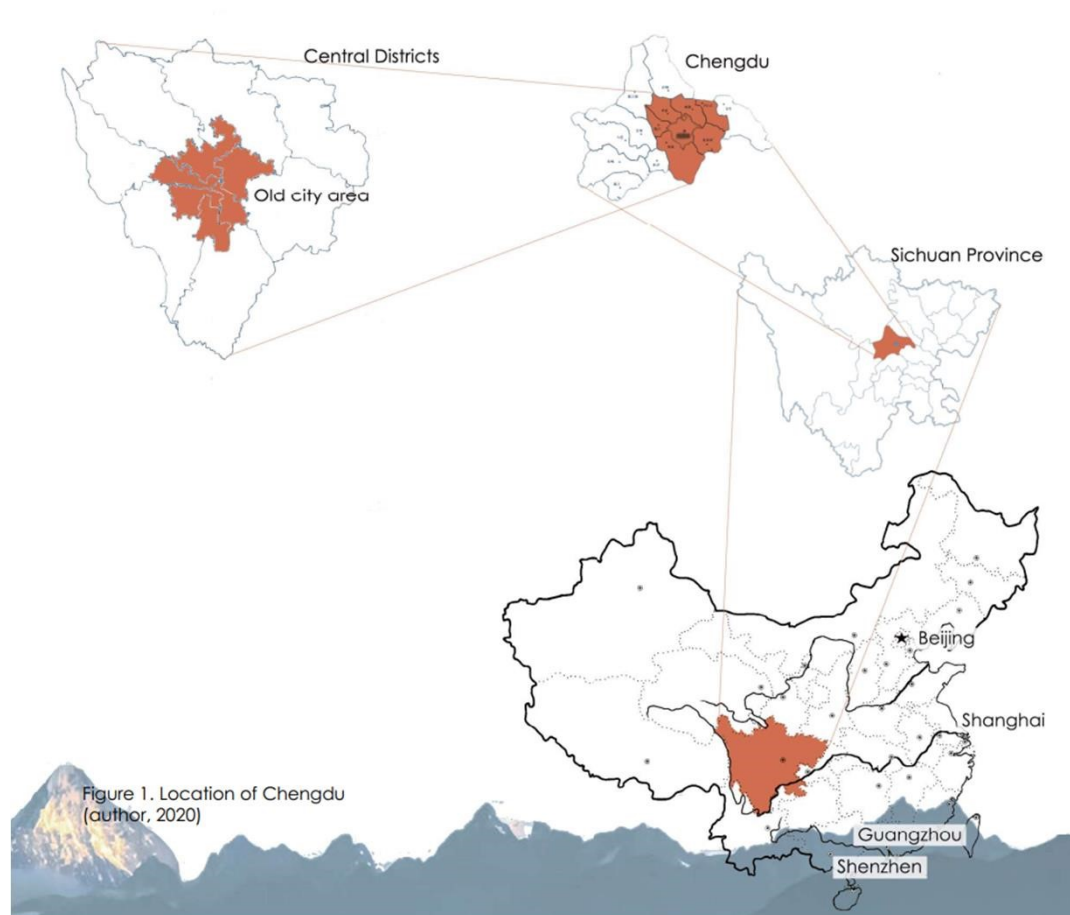 Central Districts
Chengdu
Old city area
Sichuan Province
Beijing
Shanghai
Figure 1. Location of Chengdu
(author, 2020)
Guangzhou
Shenzhen